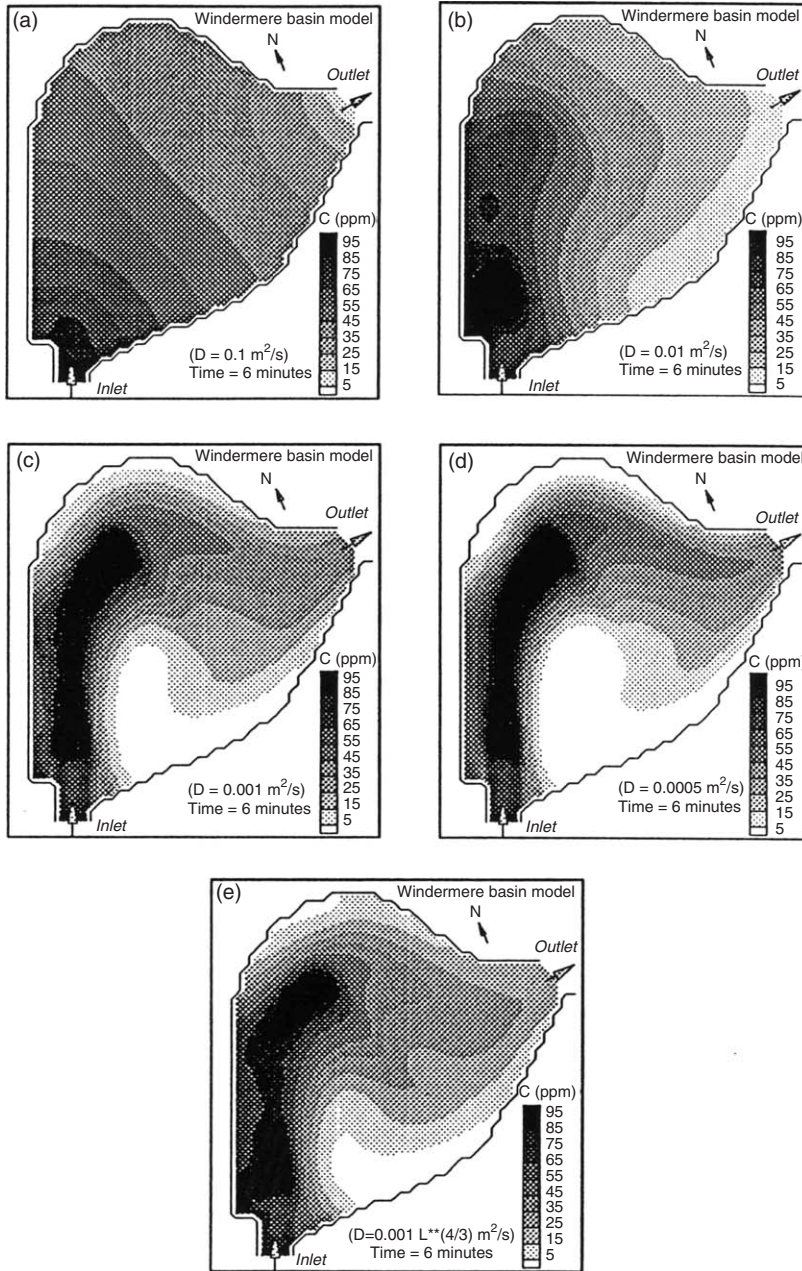 (a)
Windermere basin model
N
Outlet
C (ppm)
95
85
75
65
55
45
35
25
15
5
(D = 0.1 m²/s)
Time = 6 minutes
Inlet
(b)
Windermere basin model
N
Outlet
C (ppm)
95
85
75
65
55
45
35
25
15
5
(D = 0.01 m²/s)
Time = 6 minutes
Inlet
(c)
Windermere basin model
N
Outlet
C (ppm)
95
85
75
65
55
45
35
25
15
5
(D = 0.001 m²/s)
Time = 6 minutes
Inlet
(d)
Windermere basin model
N
Outlet
C (ppm)
95
85
75
65
55
45
35
25
15
5
(D = 0.0005 m²/s)
Time = 6 minutes
Inlet
(e)
Windermere basin model
N
Outlet
C (ppm)
95
85
75
65
55
45
35
25
15
5
(D=0.001 L**(4/3) m²/s)
Time = 6 minutes
Inlet